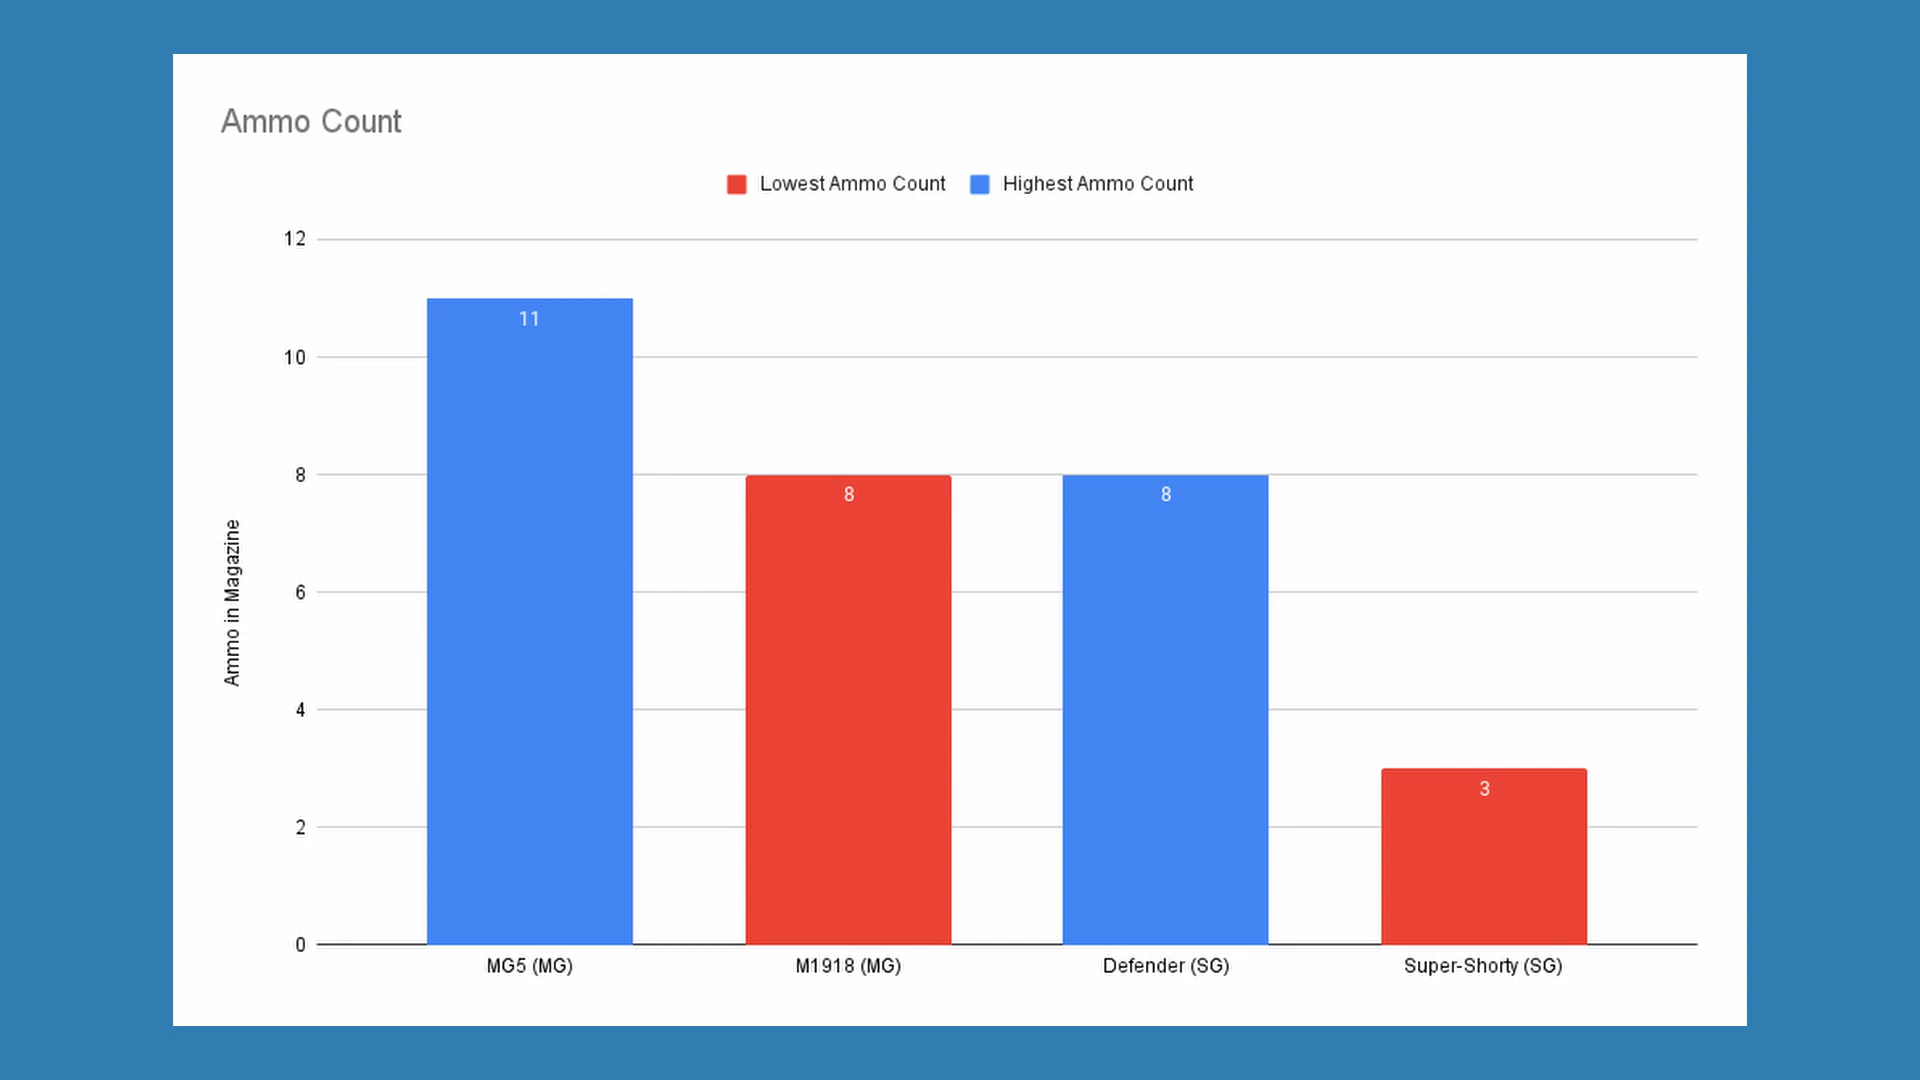 Ammo Count
Lowest Ammo Count
Highest Ammo Count
12
10
8
6
4
2
0
Ammo in Magazine
11
8
8
3
MG5 (MG)
M1918 (MG)
Defender (SG)
Super-Shorty (SG)